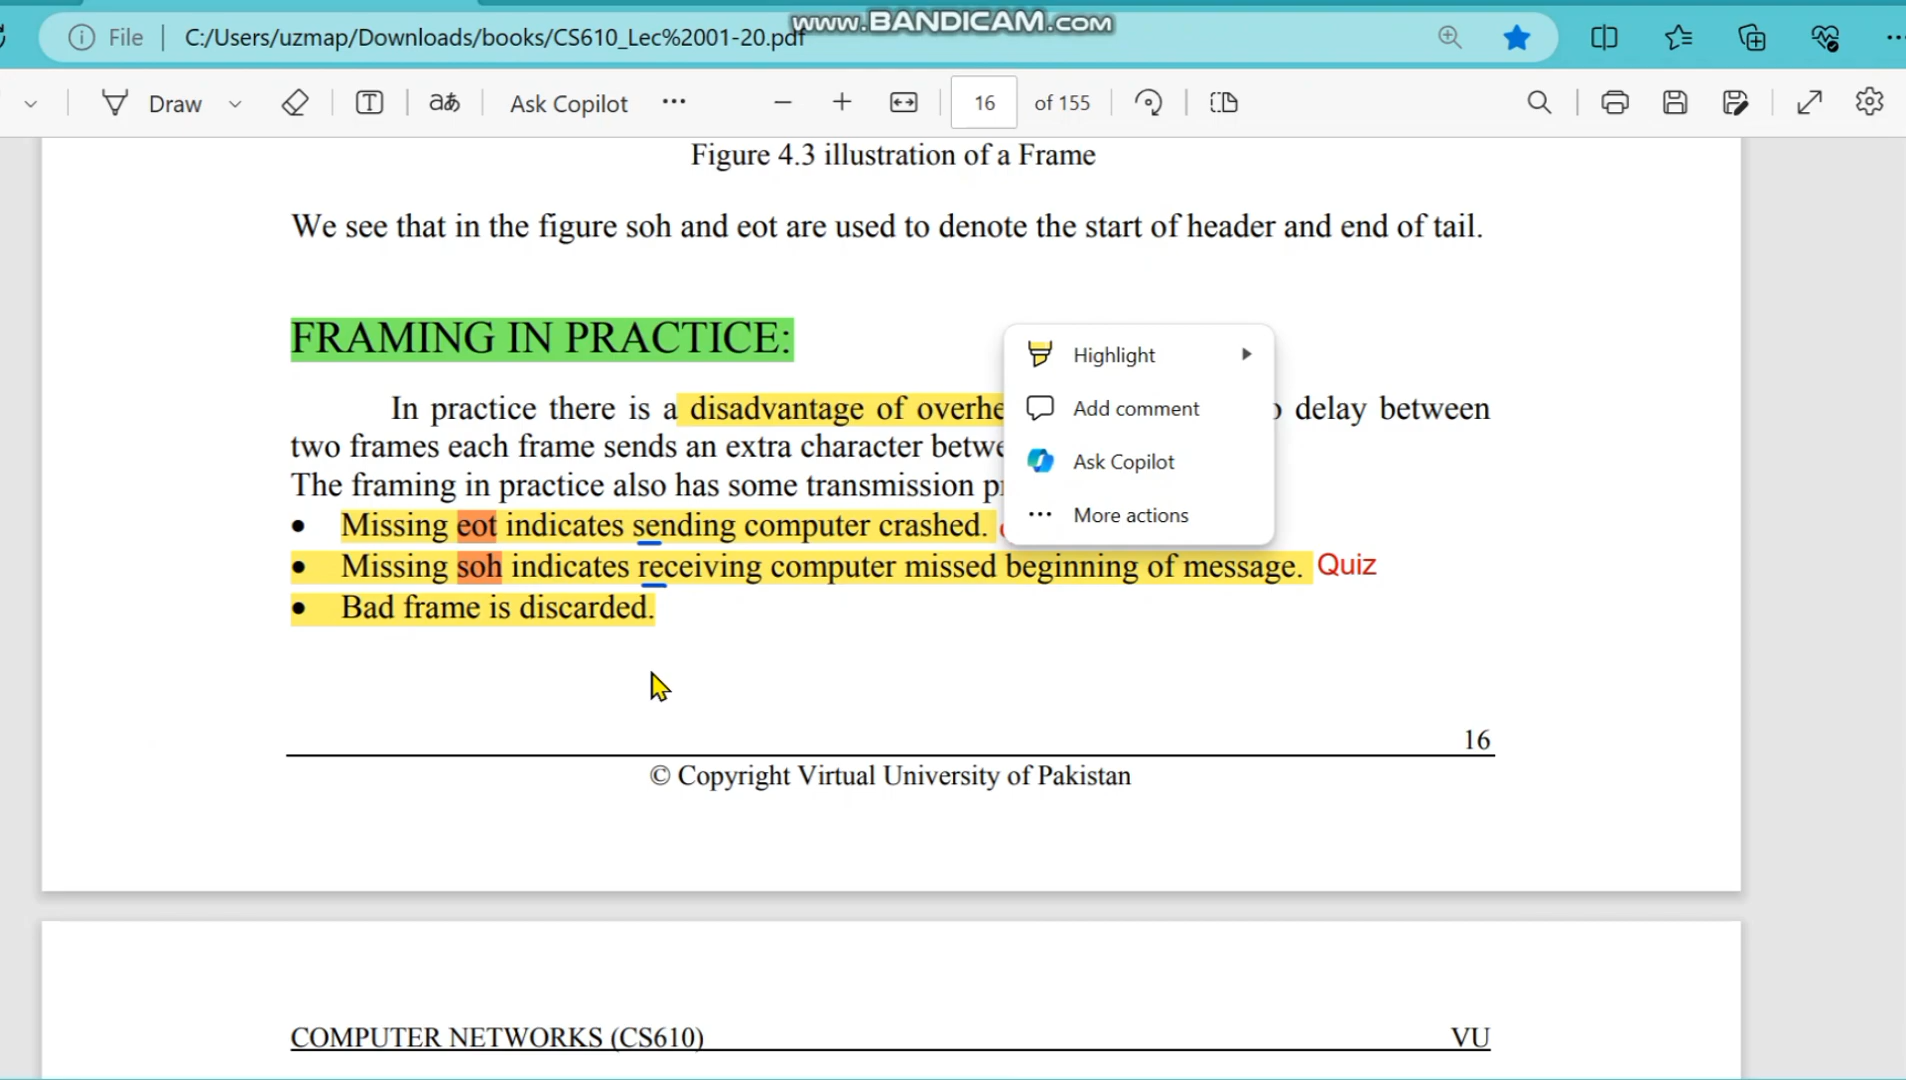 www.BANDICAM.com
File C:/Users/uzmap/Downloads/books/CS610_Lec%2001-20.pdf
Draw aあ Ask Copilot 16 of 155
Figure 4.3 illustration of a Frame
We see that in the figure soh and eot are used to denote the start of header and end of tail.
FRAMING IN PRACTICE:
In practice there is a disadvantage of delay between
two frames each frame sends an extra character
The framing in practice also has some transmission
• Missing eot indicates sending computer crashed.
• Missing soh indicates receiving computer missed beginning of message. Quiz
• Bad frame is discarded.
Highlight
Add comment
Ask Copilot
More actions
16
© Copyright Virtual University of Pakistan
COMPUTER NETWORKS (CS610) VU